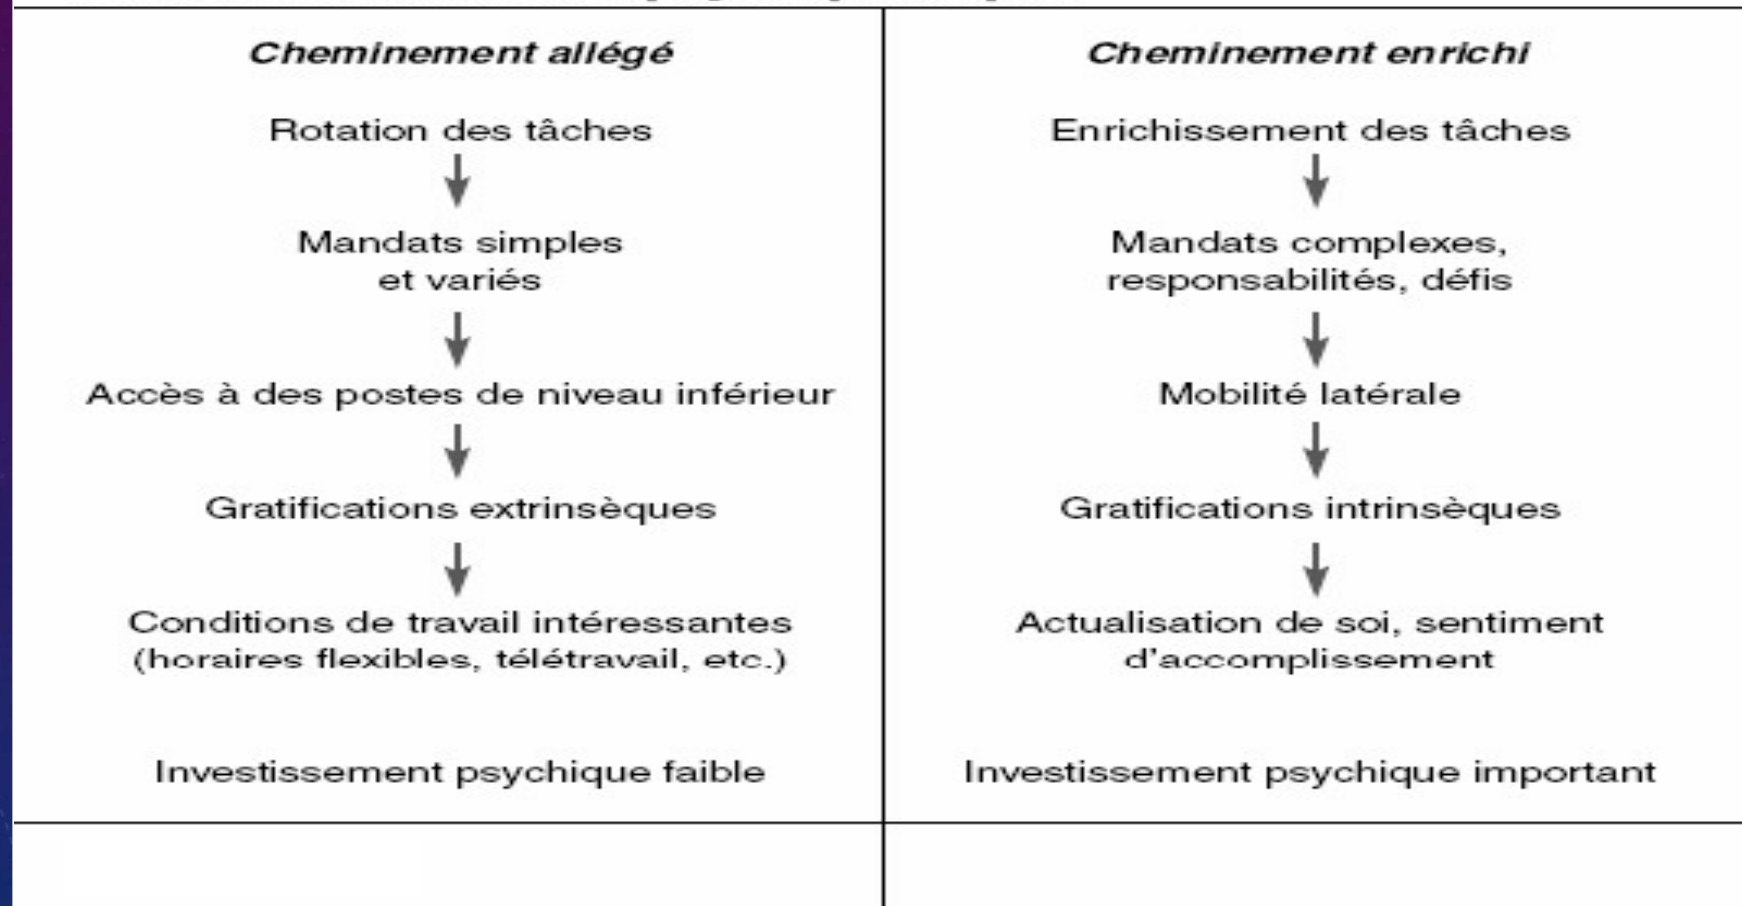 Cheminement allégé
Rotation des tâches
Mandats simples
et variés
Accès à des postes de niveau inférieur
Gratifications extrinsèques
Conditions de travail intéressantes
(horaires flexibles, télétravail, etc.)
Investissement psychique faible
Cheminement enrichi
Enrichissement des tâches
Mandats complexes,
responsabilités, défis
Mobilité latérale
Gratifications intrinsèques
Actualisation de soi, sentiment
d'accomplissement
Investissement psychique important